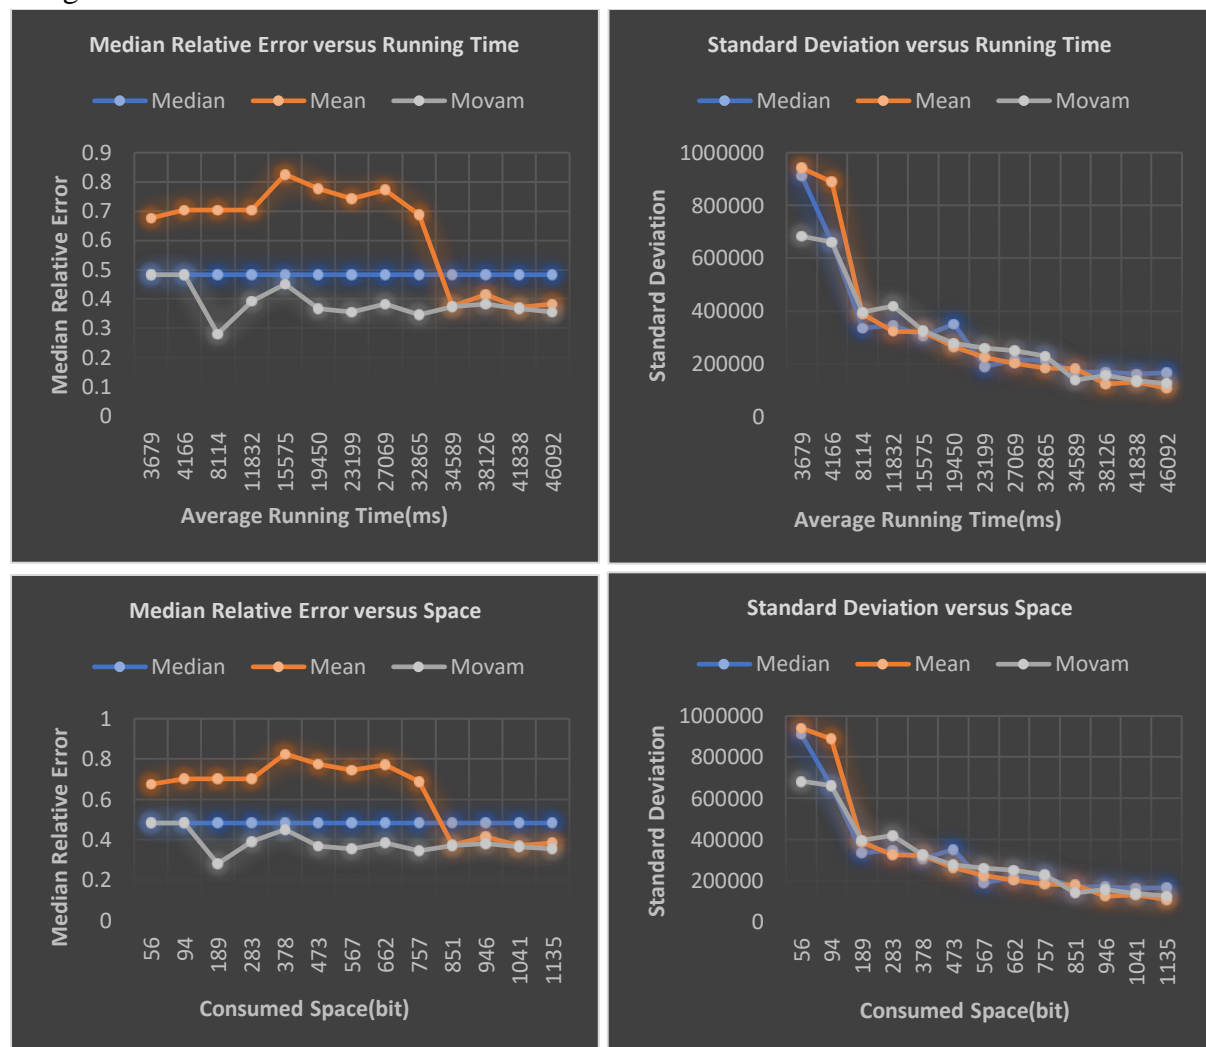 Median Relative Error versus Running Time
Median Mean Movam
Median Relative Error
0.9
0.8
0.7
0.6
0.5
0.4
0.3
0.2
0.1
0
3679 4166 8114 11832 15575 19450 23199 27069 32865 34589 38126 41838 46092
Average Running Time(ms)
Standard Deviation versus Running Time
Median Mean Movam
Standard Deviation
1000000
800000
600000
400000
200000
0
3679 4166 8114 11832 15575 19450 23199 27069 32865 34589 38126 41838 46092
Average Running Time(ms)
Median Relative Error versus Space
Median Mean Movam
Median Relative Error
1
0.8
0.6
0.4
0.2
0
56 94 189 283 378 473 567 662 757 851 946 1041 1135
Consumed Space(bit)
Standard Deviation versus Space
Median Mean Movam
Standard Deviation
1000000
800000
600000
400000
200000
0
56 94 189 283 378 473 567 662 757 851 946 1041 1135
Consumed Space(bit)